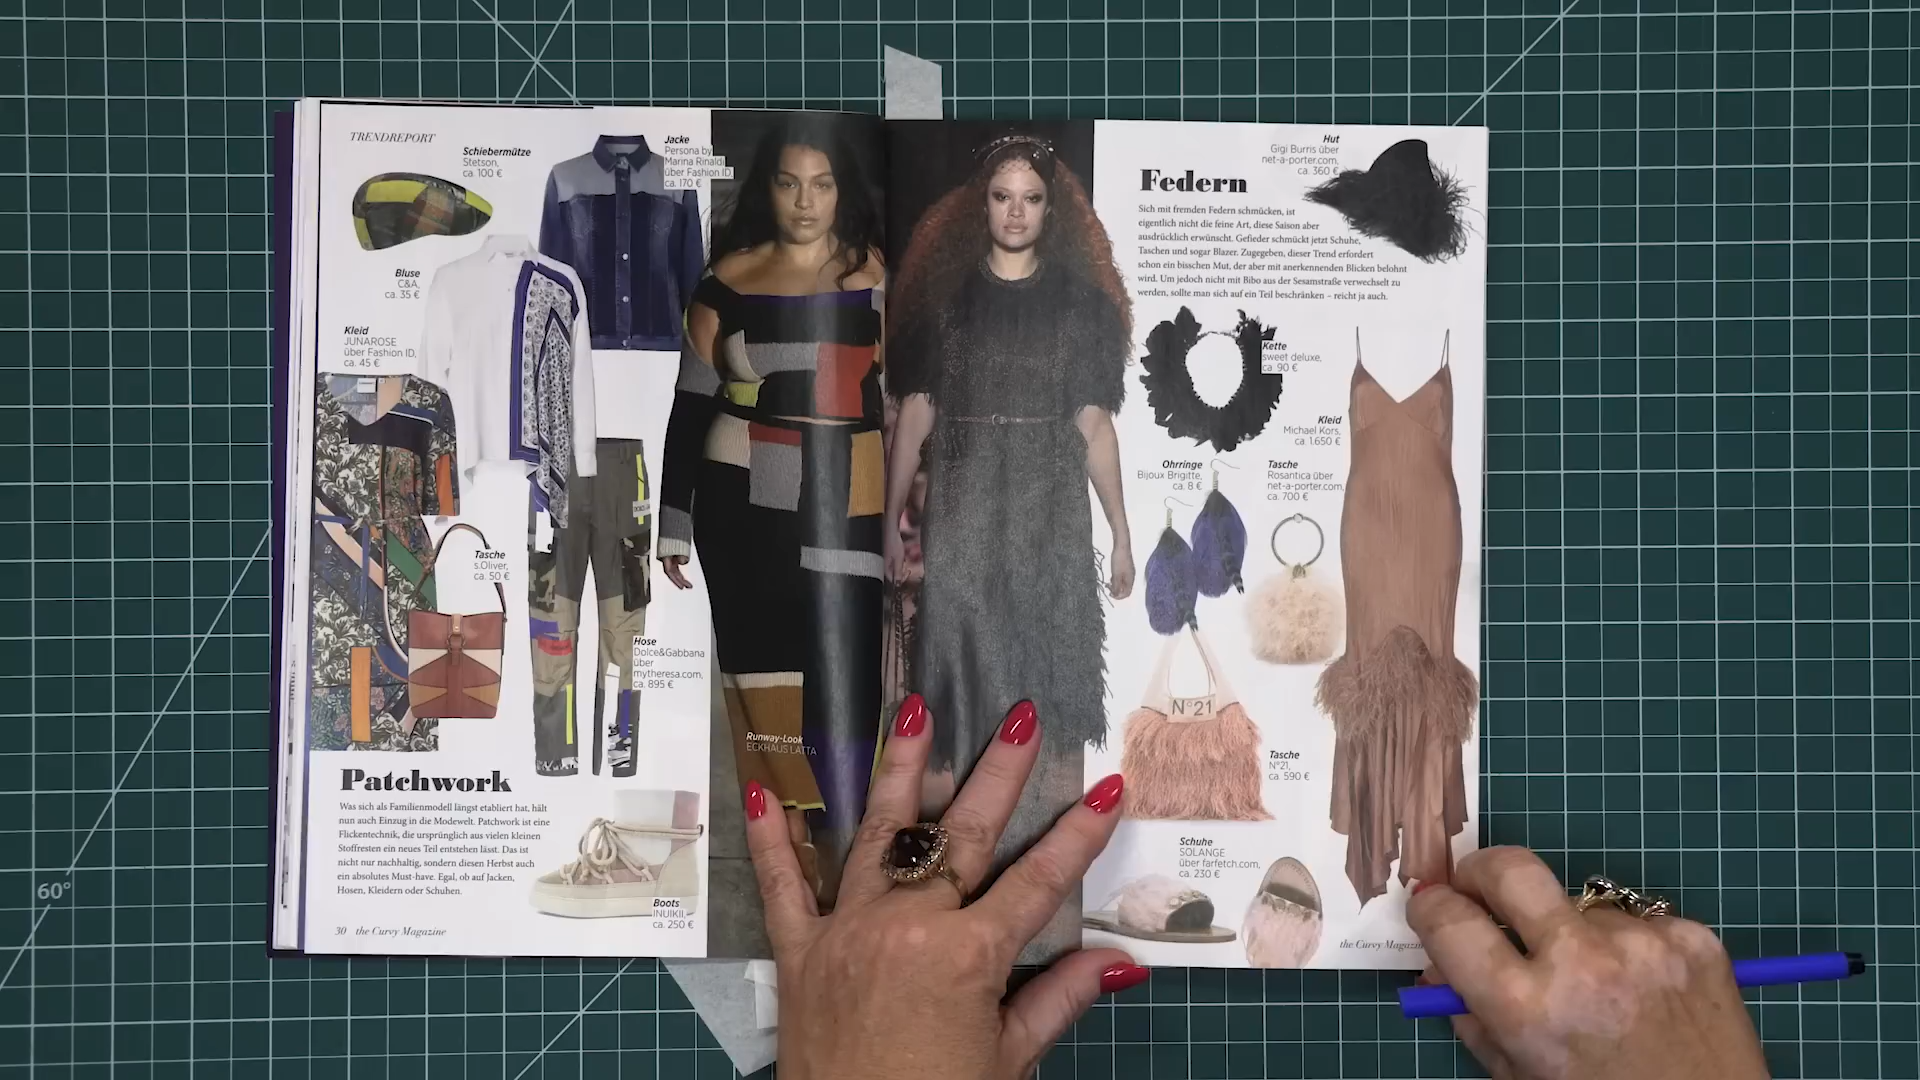 TRENDREPORT
Schiebermütze
Stetson,
ca. 100 €
Jacke
Persona by
Marina Rinaldi
über Fashion ID,
ca. 170 €
Bluse
C&A,
ca. 35 €
Kleid
JUNAROSE
über Fashion ID,
ca. 45 €
Tasche
s.Oliver,
ca. 50 €
Hose
Dolce&Gabbana
über
mytheresa.com,
ca. 895 €
Patchwork
Was sich als Familienmodell längst etabliert hat, hält
nun auch Einzug in die Modewelt. Patchwork ist eine
Flickentechnik, die ursprünglich aus vielen kleinen
Stoffresten ein neues Teil entstehen lässt. Das ist
nicht nur nachhaltig, sondern diesen Herbst auch
ein absolutes Must-have. Egal, ob auf Jacken,
Hosen, Kleidern oder Schuhen.
Boots
INUIKII,
ca. 250 €
30 the Curvy Magazine
Runway-Look
ECKHAUS LATTA
Hut
Gigi Burris über
net-a-porter.com,
ca. 360 €
Federn
Sich mit fremden Federn schmücken, ist
eigentlich nicht die feine Art, diese Saison aber
ausdrücklich erwünscht. Gefieder schmückt jetzt Schuhe,
Taschen und sogar Blazer. Zugegeben, dieser Trend erfordert
schon ein bisschen Mut, der aber mit anerkennenden Blicken belohnt
wird. Um jedoch nicht mit Bibo aus der Sesamstraße verwechselt zu
werden, sollte man sich auf ein Teil beschränken – reicht ja auch.
Kette
sweet deluxe,
ca. 90 €
Kleid
Michael Kors,
ca. 1.650 €
Ohrringe
Bijoux Brigitte,
ca. 8 €
Tasche
Rosantica über
net-a-porter.com,
ca. 700 €
N°21
Tasche
N°21,
ca. 590 €
Schuhe
SOLANGE
über farfetch.com,
ca. 230 €
the Curvy
60°